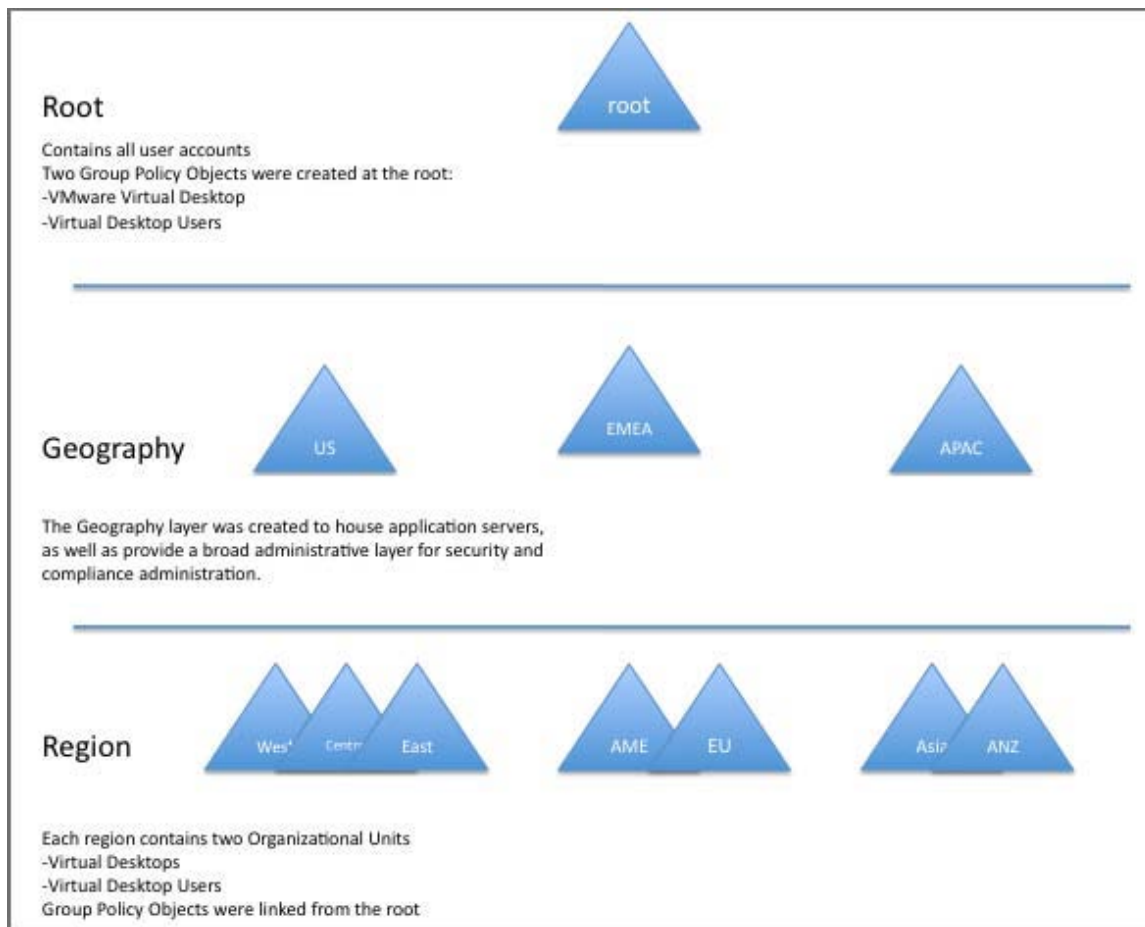 root
Root
Contains all user accounts
Two Group Policy Objects were created at the root:
-VMware Virtual Desktop
-Virtual Desktop Users
US
EMEA
APAC
Geography
The Geography layer was created to house application servers,
as well as provide a broad administrative layer for security and
compliance administration.
East
AME
EU
ANZ
Region
Each region contains two Organizational Units
-Virtual Desktops
-Virtual Desktop Users
Group Policy Objects were linked from the root